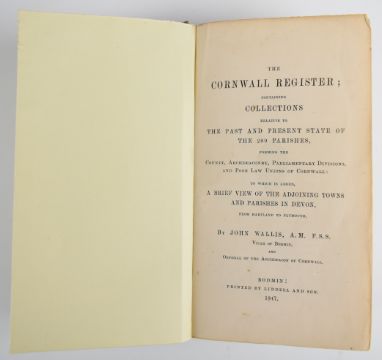 THE
CORNWALL REGISTER;
CONTAINING
COLLECTIONS
RELATIVE TO
THE PAST AND PRESENT STATE OF
THE 209 PARISHES,
FORMING THE
COUNTY, ARCHDEACONRY, PARLIAMENTARY DIVISIONS,
AND POOR LAW UNIONS OF CORNWALL:
TO WHICH IS ADDED,
A BRIEF VIEW OF THE ADJOINING TOWNS
AND PARISHES IN DEVON,
FROM HARTLAND TO PLYMOUTH.
BY JOHN WALLIS, A.M. F.S.S.
VICAR OF BODMIN,
AND
OFFICIAL OF THE ARCHDEACON OF CORNWALL.
BODMIN:
PRINTED BY LIDDELL AND SON.
1847.